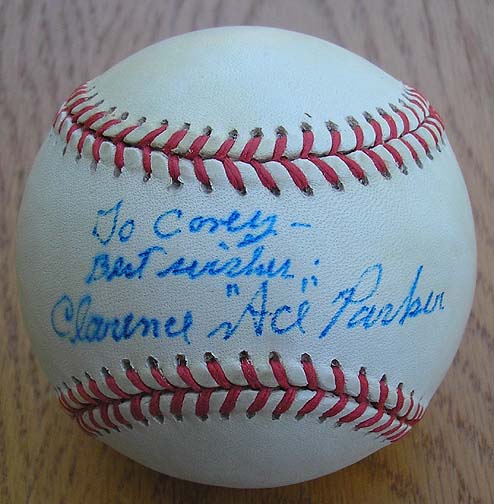 To Corey-
Best wishes.
Clarence "Ace" Parker